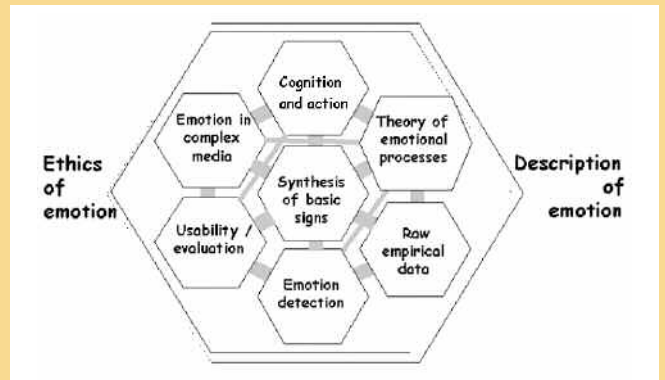 Cognition
and action
Emotion in
complex
media
Theory of
emotional
processes
Ethics
of
emotion
Synthesis
of basic
signs
Description
of
emotion
Usability /
evaluation
Raw
empirical
data
Emotion
detection